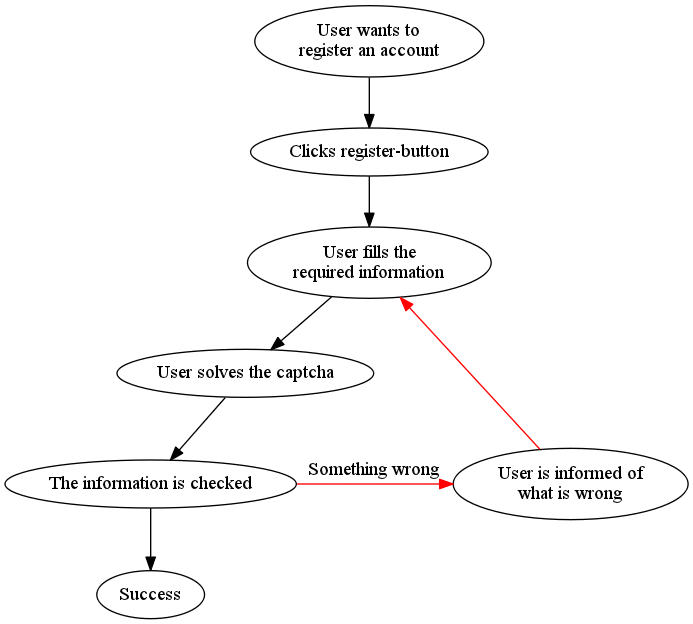 User wants to
register an account
Clicks register-button
User fills the
required information
User solves the captcha
The information is checked
Something wrong
User is informed of
what is wrong
Success